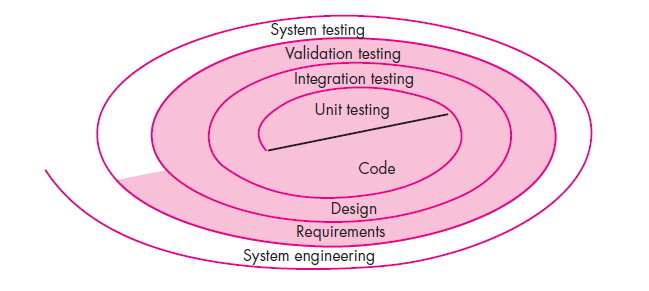 System testing
Validation testing
Integration testing
Unit testing
Code
Design
Requirements
System engineering